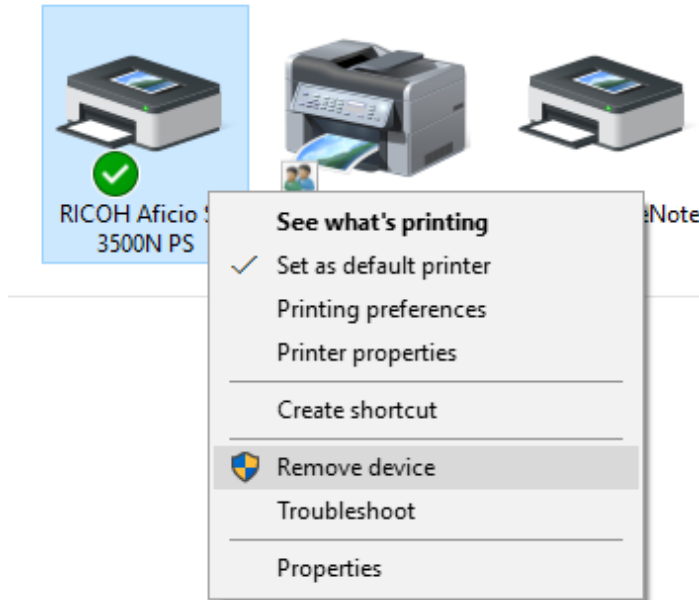 RICOH Aficio
3500N PS
See what's printing
Set as default printer
Printing preferences
Printer properties
Create shortcut
Remove device
Troubleshoot
Properties